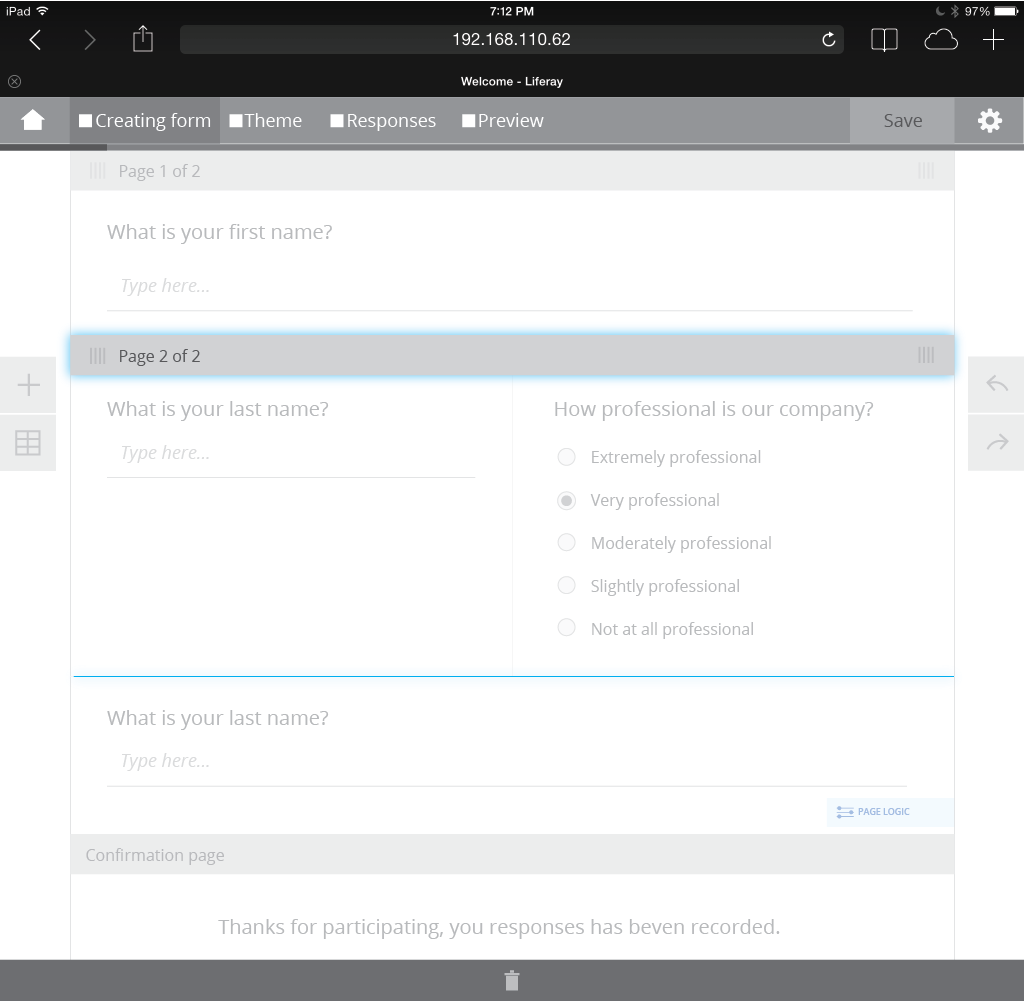 iPad 7:12 PM 97%
192.168.110.62
Welcome - Liferay
Creating form Theme Responses Preview Save
Page 1 of 2
What is your first name?
Type here...
Page 2 of 2
What is your last name? How professional is our company?
Type here...
Extremely professional
Very professional
Moderately professional
Slightly professional
Not at all professional
What is your last name?
Type here...
PAGE LOGIC
Confirmation page
Thanks for participating, you responses has beven recorded.